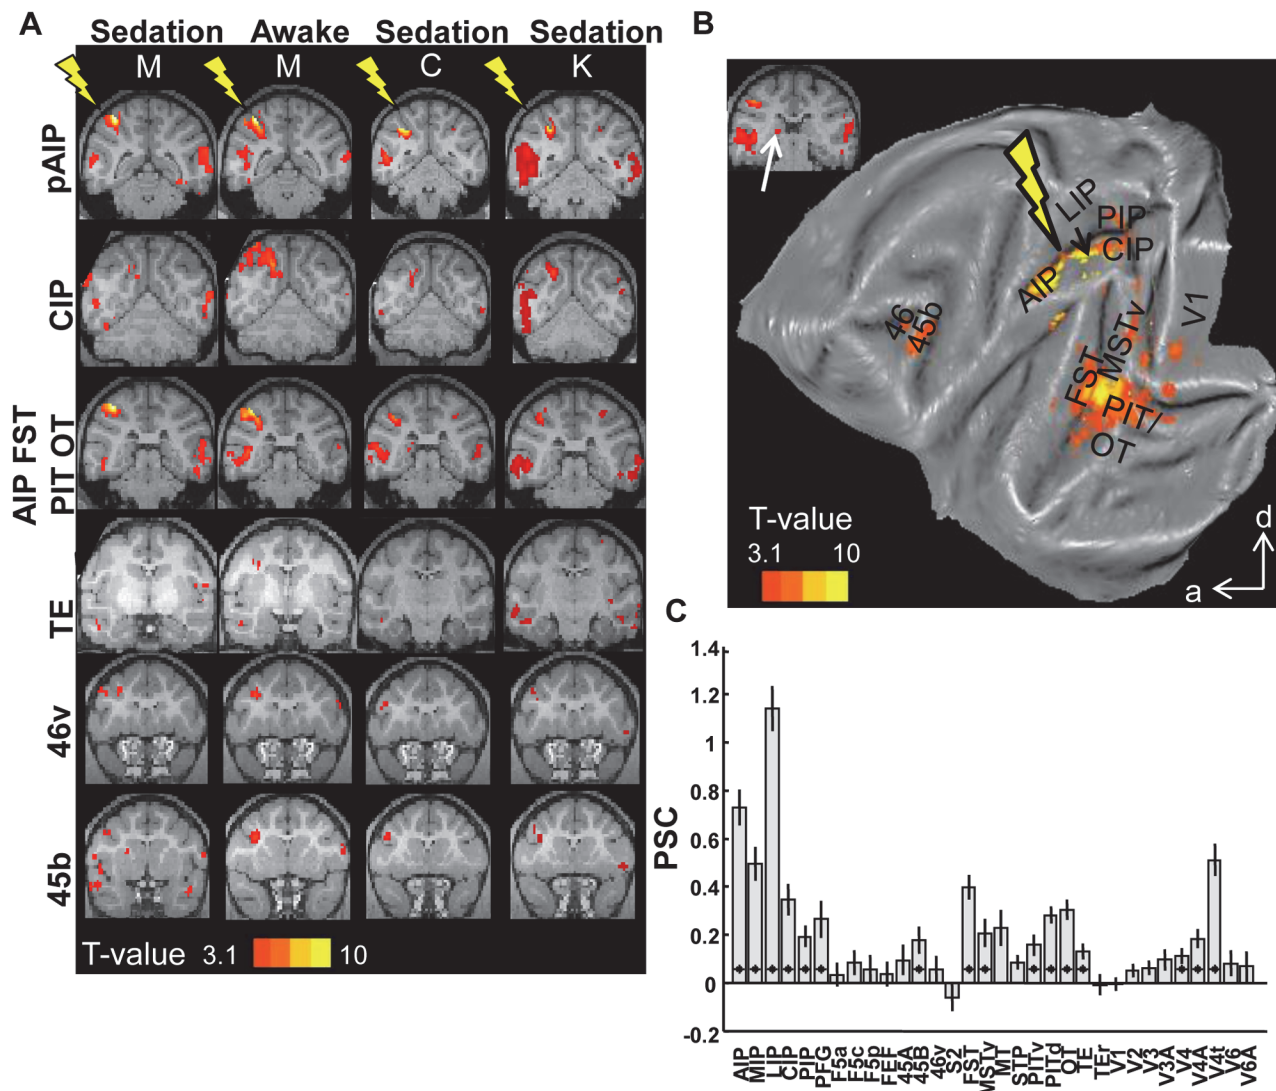 A
Sedation Awake Sedation Sedation
M M C K
pAIP
CIP
AIP FST
PIT OT
TE
46v
45b
T-value 3.1 10
B
LIP
PIP
CIP
AIP
46
45b
V1
MSTv
FST
PIT/
OT
T-value
3.1 10
d
a
C
PSC
1.4
1.2
1
0.8
0.6
0.4
0.2
0
-0.2
AIP MIP LIP CIP PIP PFG F5a F5c F5p FEF 45A 45B 46v S2 FST MSTv MT STP PITv PITd OT TE TEr V1 V2 V3 V3A V4 V4A V4t V6 V6A